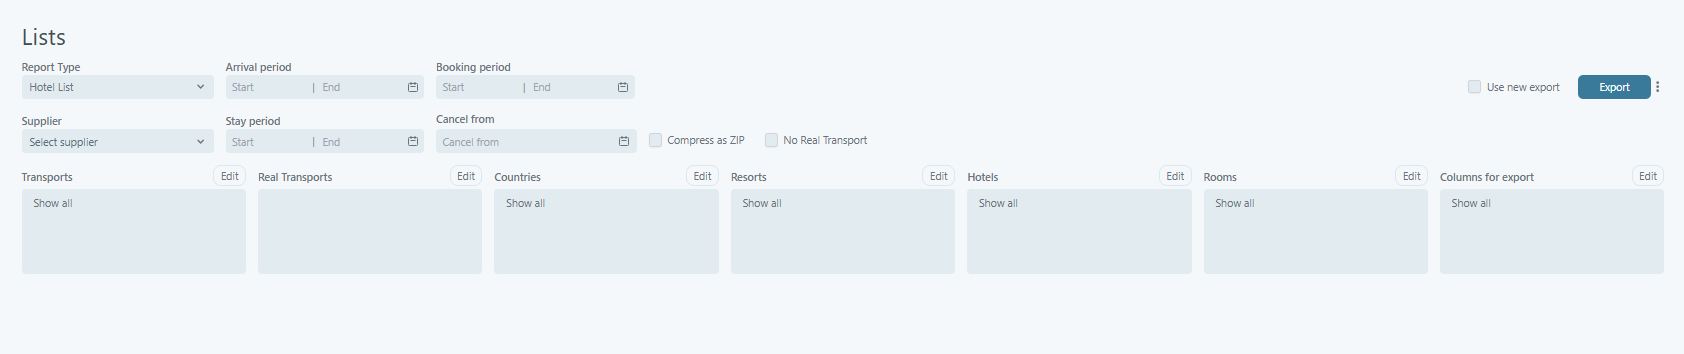 Lists
Report Type
Arrival period
Booking period
Hotel List
Start | End
Start | End
Use new export
Export
Supplier
Stay period
Cancel from
Select supplier
Start | End
Cancel from
Compress as ZIP
No Real Transport
Transports
Edit
Real Transports
Edit
Countries
Edit
Resorts
Edit
Hotels
Edit
Rooms
Edit
Columns for export
Edit
Show all
Show all
Show all
Show all
Show all
Show all